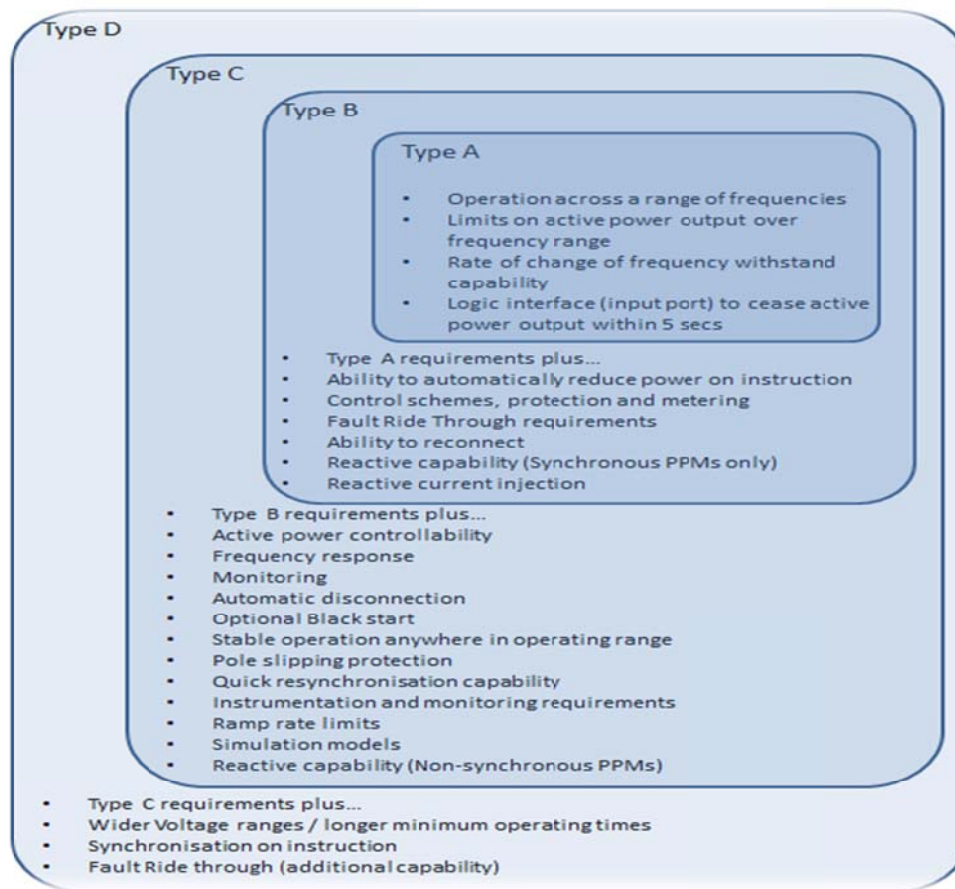 Type D
Type C
Type B
Type A
• Operation across a range of frequencies
• Limits on active power output over
frequency range
• Rate of change of frequency withstand
capability
• Logic interface (input port) to cease active
power output within 5 secs
• Type A requirements plus...
• Ability to automatically reduce power on instruction
• Control schemes, protection and metering
• Fault Ride Through requirements
• Ability to reconnect
• Reactive capability (Synchronous PPMs only)
• Reactive current injection
• Type B requirements plus...
• Active power controllability
• Frequency response
• Monitoring
• Automatic disconnection
• Optional Black start
• Stable operation anywhere in operating range
• Pole slipping protection
• Quick resynchronisation capability
• Instrumentation and monitoring requirements
• Ramp rate limits
• Simulation models
• Reactive capability (Non-synchronous PPMs)
• Type C requirements plus...
• Wider Voltage ranges / longer minimum operating times
• Synchronisation on instruction
• Fault Ride through (additional capability)